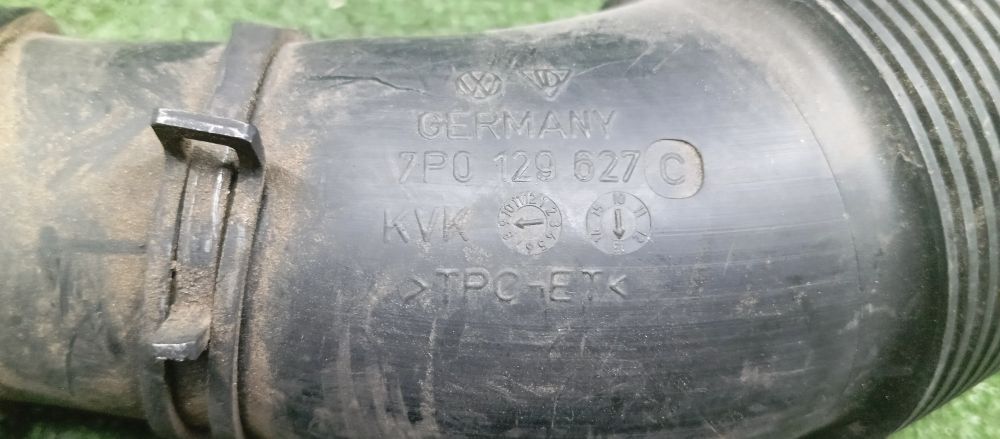 GERMANY
7P0 129 627 C
KVK
>TPC-ET<